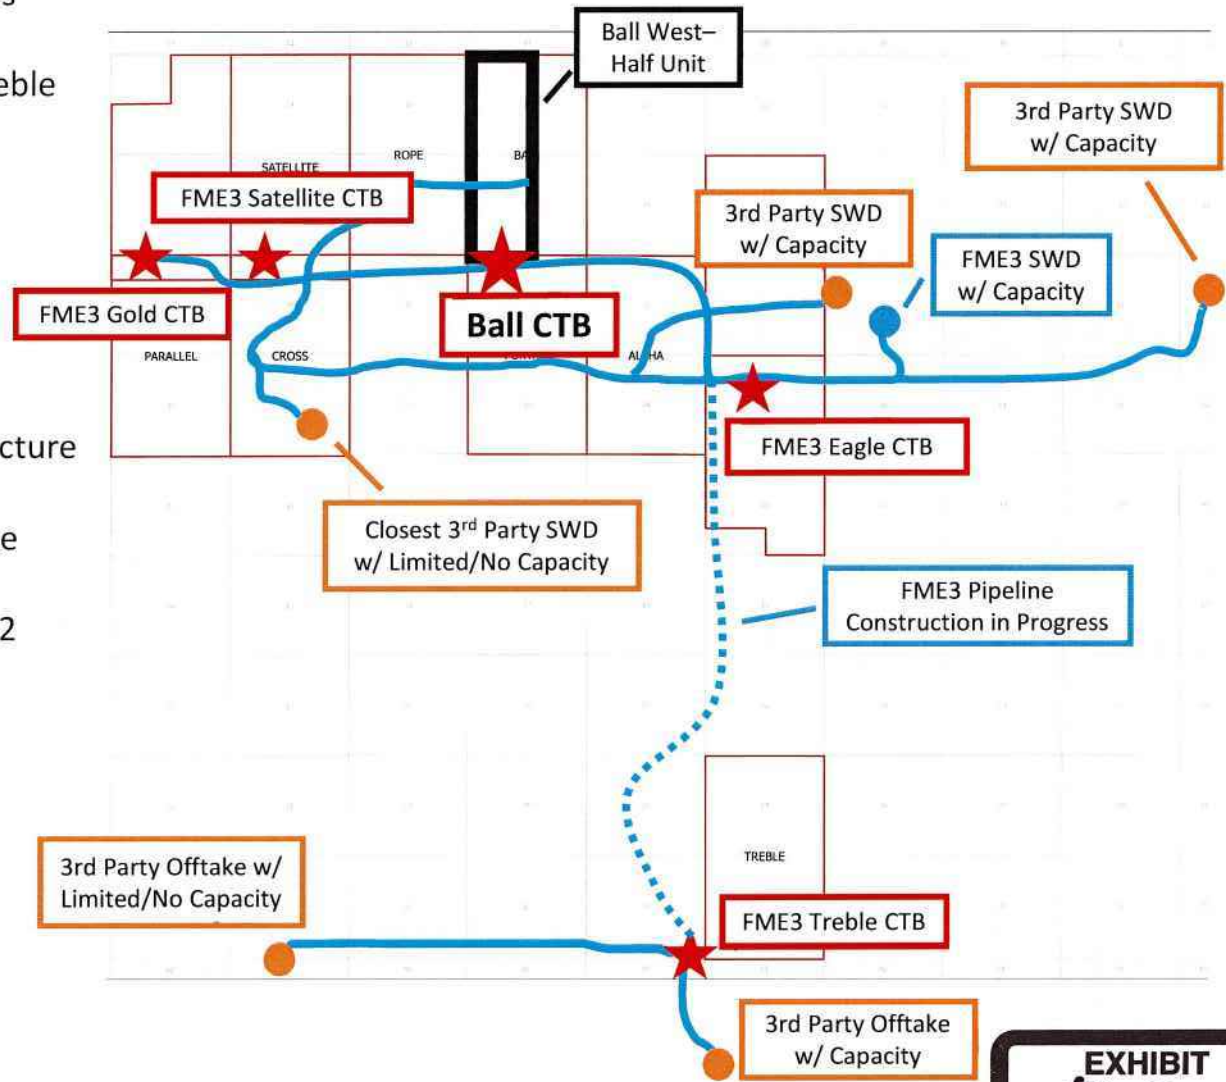 Ball West–
Half Unit
eble
3rd Party SWD
w/ Capacity
ROPE
SATELLITE
BA
FME3 Satellite CTB
3rd Party SWD
w/ Capacity
FME3 SWD
w/ Capacity
FME3 Gold CTB
Ball CTB
PARALLEL
CROSS
FME3 Eagle CTB
cture
Closest 3rd Party SWD
w/ Limited/No Capacity
e
FME3 Pipeline
Construction in Progress
2
TREBLE
3rd Party Offtake w/
Limited/No Capacity
FME3 Treble CTB
3rd Party Offtake
w/ Capacity
EXHIBIT